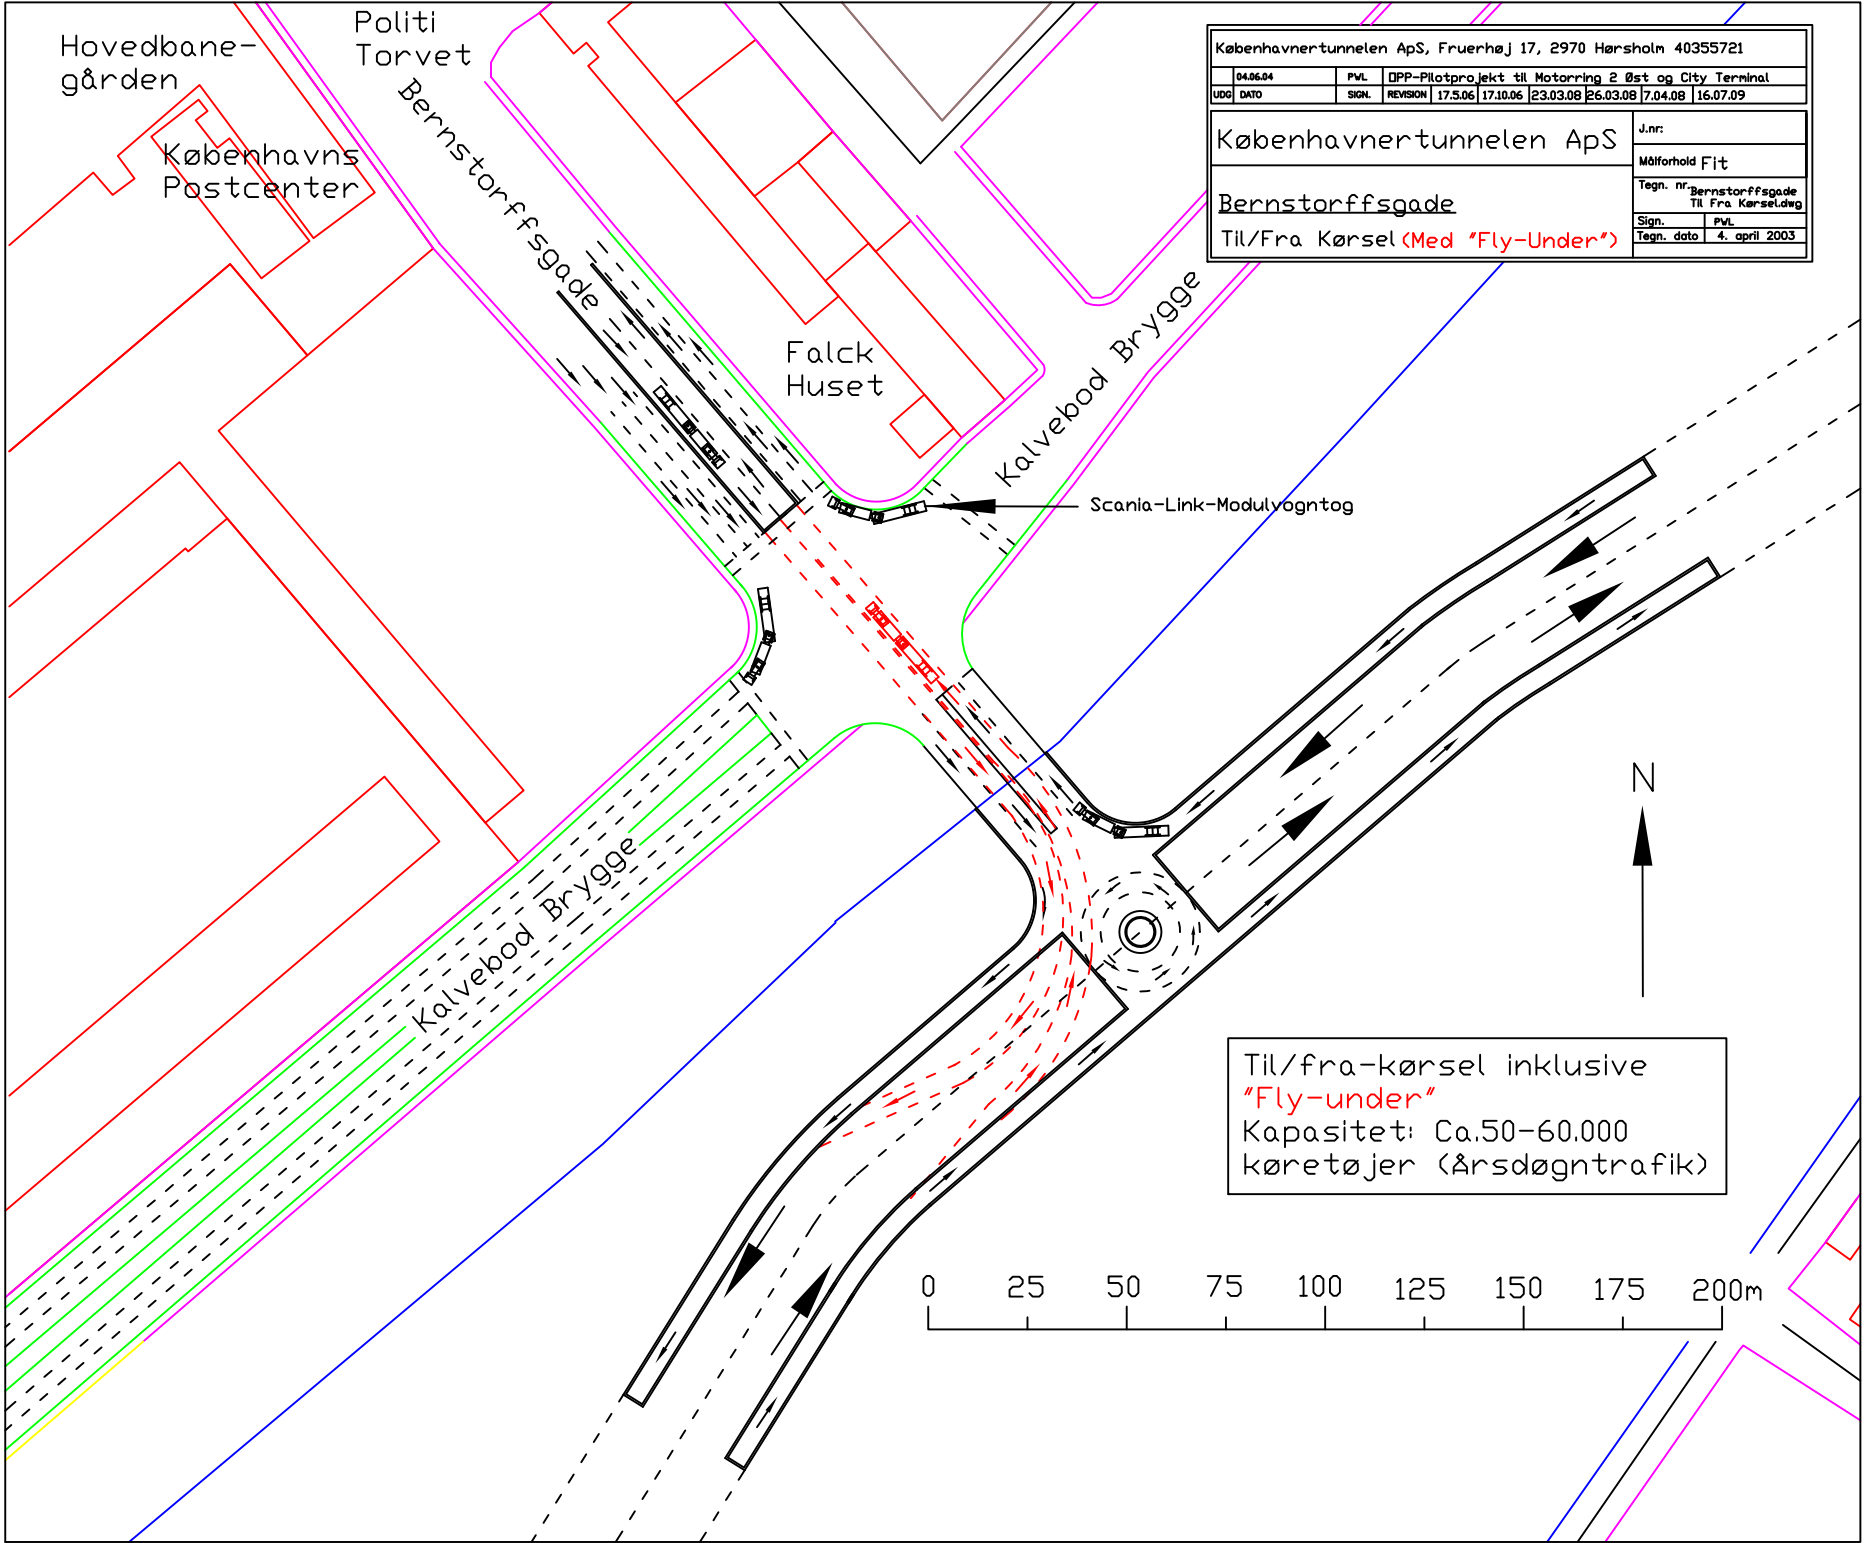 Hovedbane-
gården
Politi
Torvet
Københavns
Postcenter
Bernstorffsgade
Falck
Huset
Kalvebod Brygge
Scania-Link-Modulvogntog
Kalvebod Brygge
Københavnertunnelen ApS, Fruerhøj 17, 2970 Hørsholm 40355721
04.06.04 PWL OPP-Pilotprojekt til Motorring 2 Øst og City Terminal
UDG DATO SIGN. REVISION 17.5.06 17.10.06 23.03.08 26.03.08 7.04.08 16.07.09
Københavnertunnelen ApS
J.nr:
Målforhold Fit
Bernstorffsgade
Til/Fra Kørsel (Med "Fly-Under")
Tegn. nr. Bernstorffsgade
Til Fra Kørsel.dwg
Sign. PWL
Tegn. dato 4. april 2003
N
Til/fra-kørsel inklusive
"Fly-under"
Kapasitet: Ca.50-60.000
køretøjer (Årsdøgntrafik)
0 25 50 75 100 125 150 175 200m